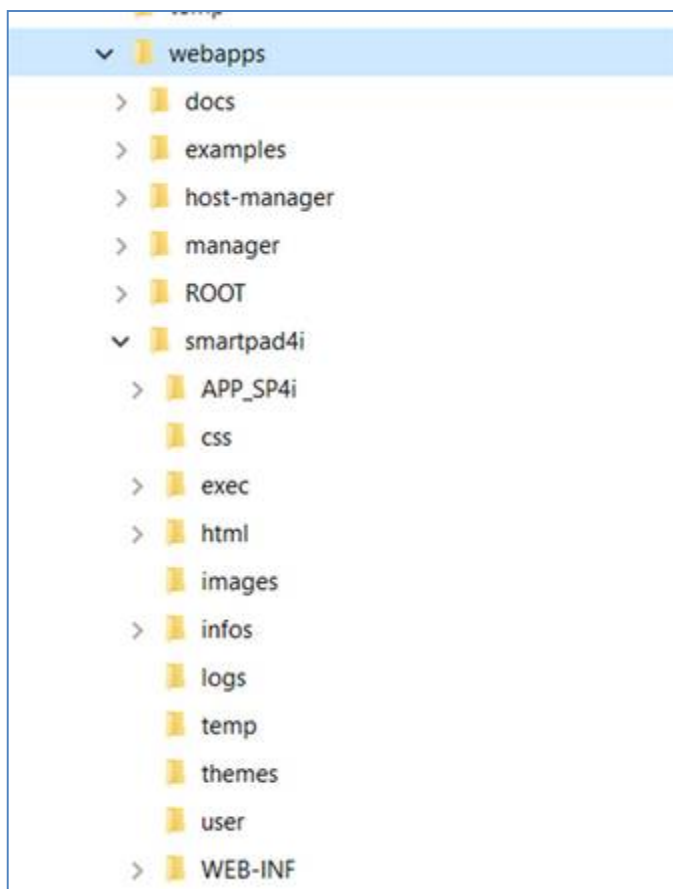 webapps
docs
examples
host-manager
manager
ROOT
smartpad4i
APP_SP4i
css
exec
html
images
infos
logs
temp
themes
user
WEB-INF